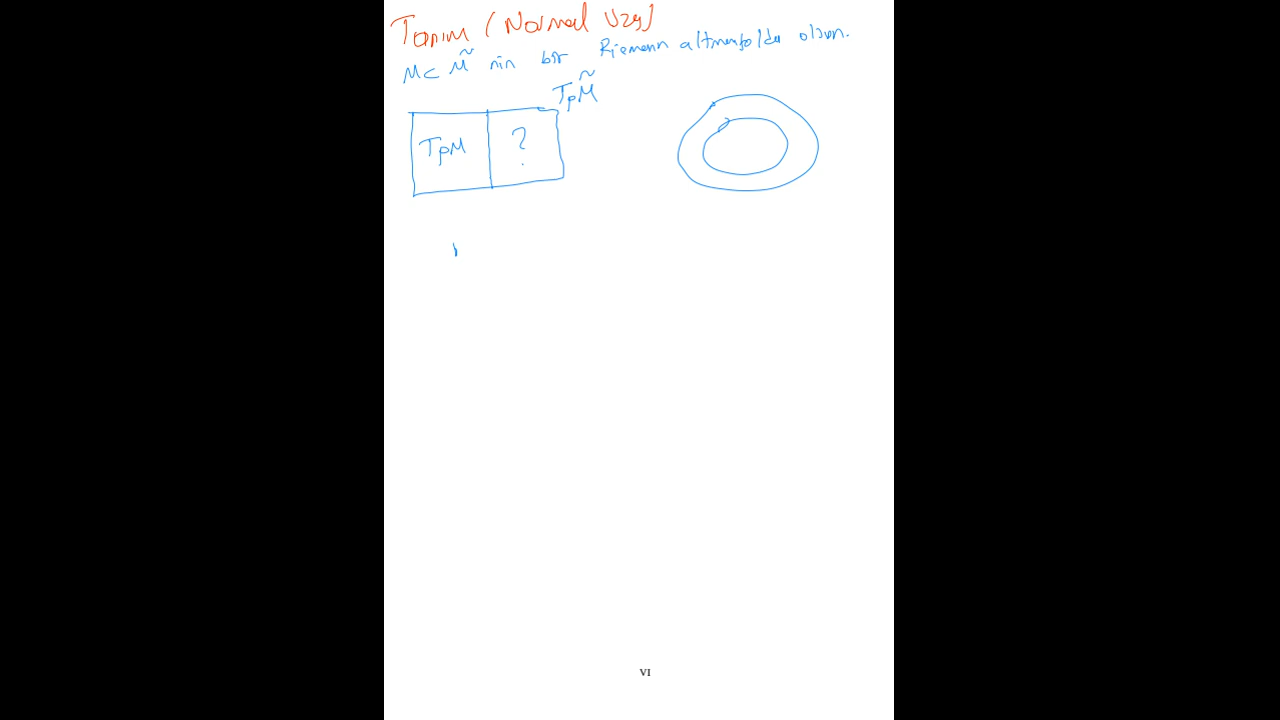 Tanım (Normal Uzay)
M ⊂ M̃ nin bir Riemann altmanifoldu olsun.
TpM̃
TpM ?
VI